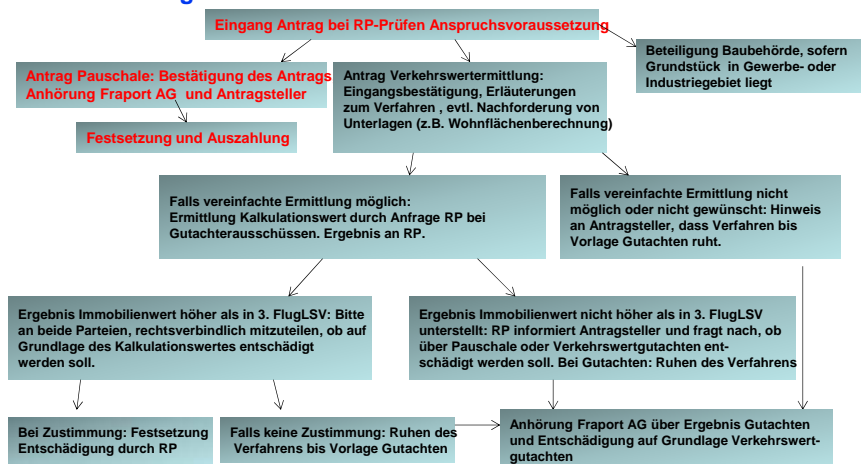 Eingang Antrag bei RP-Prüfen Anspruchsvoraussetzung
Beteiligung Baubehörde, sofern
Grundstück in Gewerbe- oder
Industriegebiet liegt
Antrag Pauschale: Bestätigung des Antrags
Anhörung Fraport AG und Antragsteller
Antrag Verkehrswertermittlung:
Eingangsbestätigung, Erläuterungen
zum Verfahren , evtl. Nachforderung von
Unterlagen (z.B. Wohnflächenberechnung)
Festsetzung und Auszahlung
Falls vereinfachte Ermittlung möglich:
Ermittlung Kalkulationswert durch Anfrage RP bei
Gutachterausschüssen. Ergebnis an RP.
Falls vereinfachte Ermittlung nicht
möglich oder nicht gewünscht: Hinweis
an Antragsteller, dass Verfahren bis
Vorlage Gutachten ruht.
Ergebnis Immobilienwert höher als in 3. FlugLSV: Bitte
an beide Parteien, rechtsverbindlich mitzuteilen, ob auf
Grundlage des Kalkulationswertes entschädigt
werden soll.
Ergebnis Immobilienwert nicht höher als in 3. FlugLSV
unterstellt: RP informiert Antragsteller und fragt nach, ob
über Pauschale oder Verkehrswertgutachten ent-
schädigt werden soll. Bei Gutachten: Ruhen des Verfahrens
Bei Zustimmung: Festsetzung
Entschädigung durch RP
Falls keine Zustimmung: Ruhen des
Verfahrens bis Vorlage Gutachten
Anhörung Fraport AG über Ergebnis Gutachten
und Entschädigung auf Grundlage Verkehrswert-
gutachten